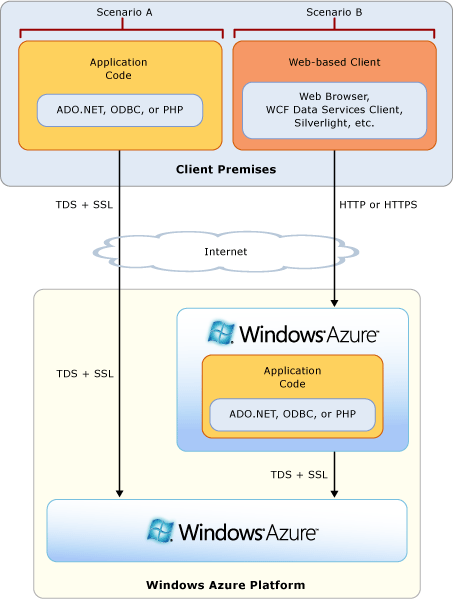 Scenario A
Scenario B
Application
Code
ADO.NET, ODBC, or PHP
Web-based Client
Web Browser,
WCF Data Services Client,
Silverlight, etc.
Client Premises
TDS + SSL
HTTP or HTTPS
Internet
Windows Azure™
Application
Code
ADO.NET, ODBC, or PHP
TDS + SSL
TDS + SSL
Windows Azure™
Windows Azure Platform